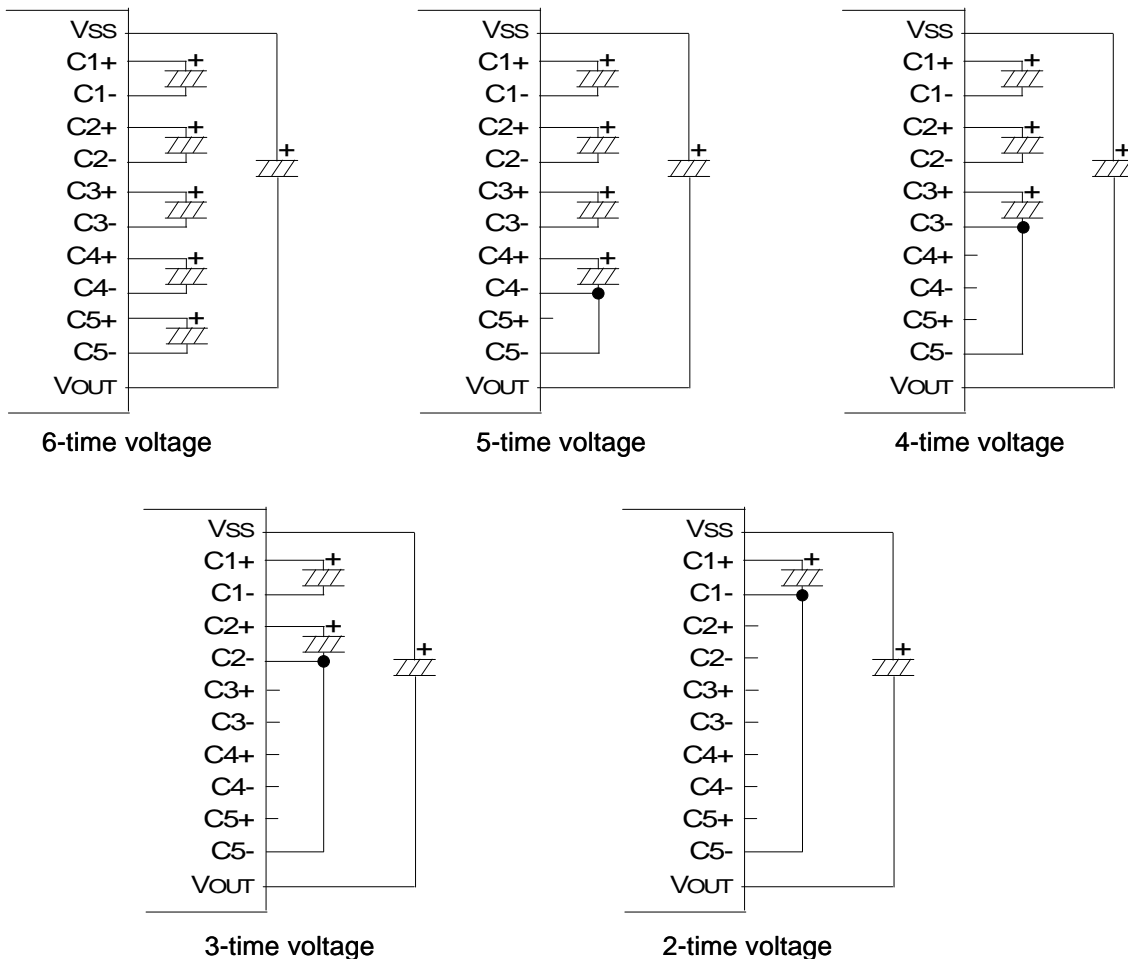 VSS
C1+
C1-
C2+
C2-
C3+
C3-
C4+
C4-
C5+
C5-
VOUT
+
+
+
+
+
+
6-time voltage
VSS
C1+
C1-
C2+
C2-
C3+
C3-
C4+
C4-
C5+
C5-
VOUT
+
+
+
+
+
5-time voltage
VSS
C1+
C1-
C2+
C2-
C3+
C3-
C4+
C4-
C5+
C5-
VOUT
+
+
+
+
4-time voltage
VSS
C1+
C1-
C2+
C2-
C3+
C3-
C4+
C4-
C5+
C5-
VOUT
+
+
+
3-time voltage
VSS
C1+
C1-
C2+
C2-
C3+
C3-
C4+
C4-
C5+
C5-
VOUT
+
+
2-time voltage